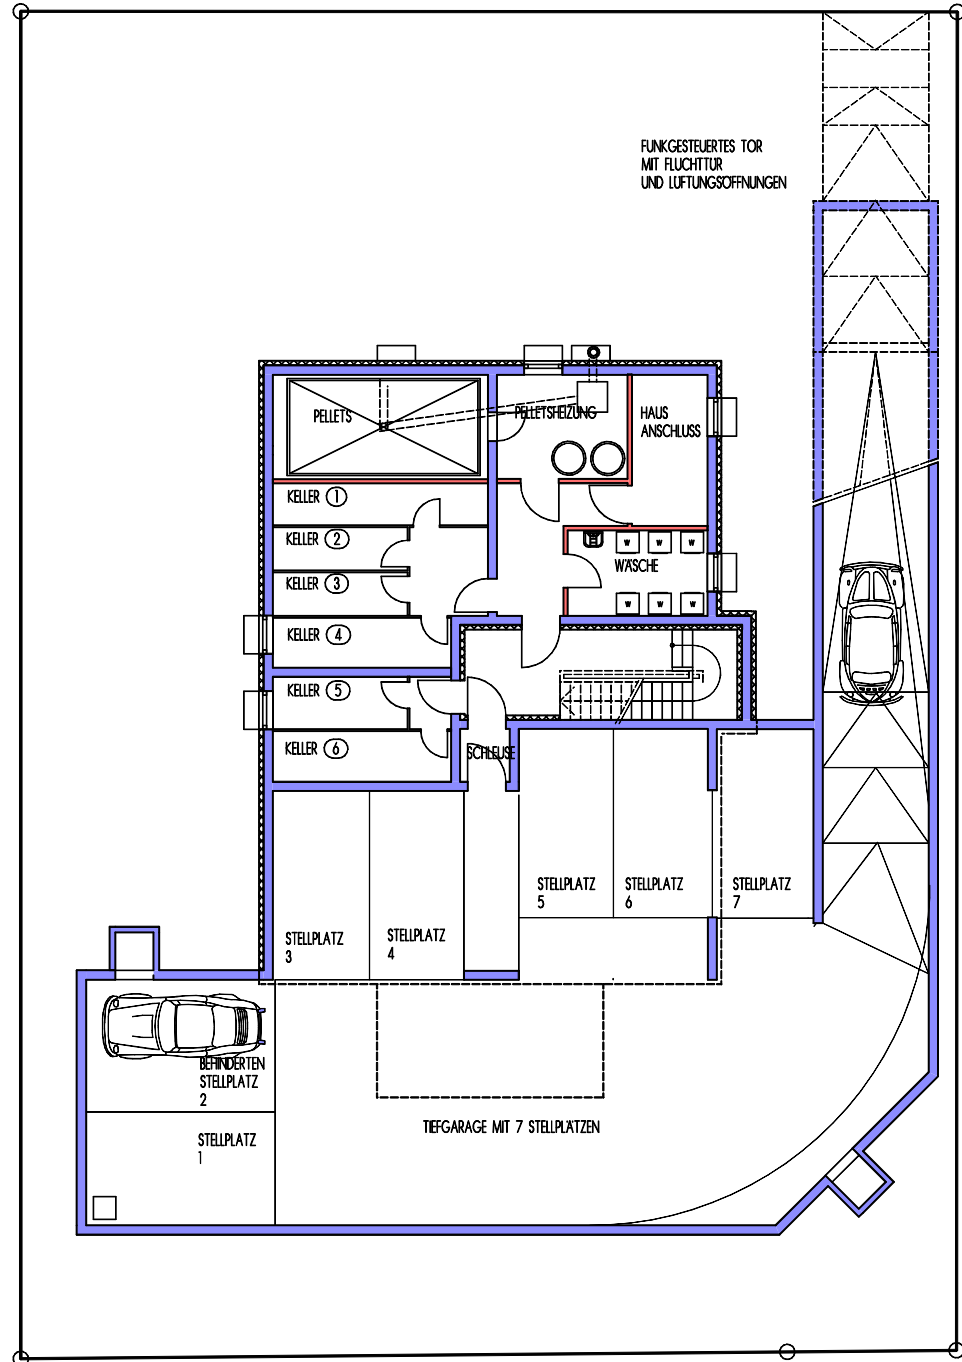 FUNKGESTEUERTES TOR
MIT FLUCHTTÜR
UND LÜFTUNGSÖFFNUNGEN
PELLETS
PELLETSHEIZUNG
HAUS
ANSCHLUSS
KELLER 1
KELLER 2
KELLER 3
KELLER 4
KELLER 5
KELLER 6
W W W
WÄSCHE
W W W
SCHLEUSE
STELLPLATZ
5
STELLPLATZ
6
STELLPLATZ
7
STELLPLATZ
3
STELLPLATZ
4
BEHINDERTEN
STELLPLATZ
2
STELLPLATZ
1
TIEFGARAGE MIT 7 STELLPLÄTZEN